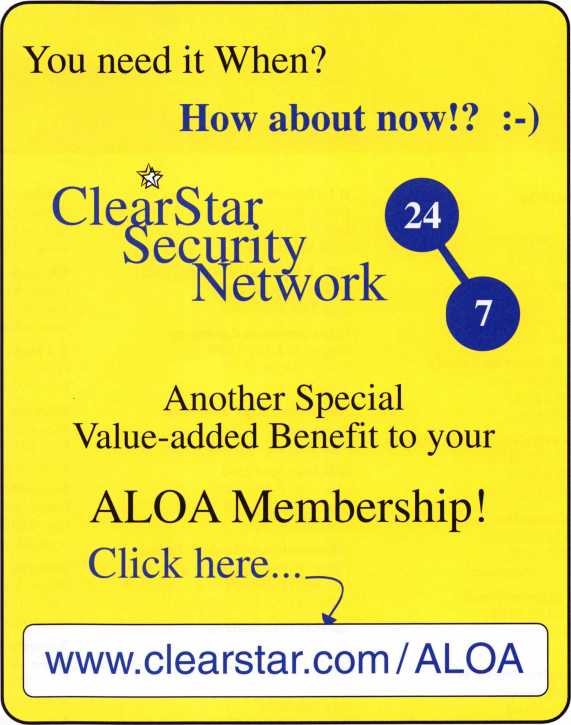 You need it When?
How about now!? :-)
ClearStar
Security
Network
24
7
Another Special
Value-added Benefit to your
ALOA Membership!
Click here...
www.clearstar.com/ALOA